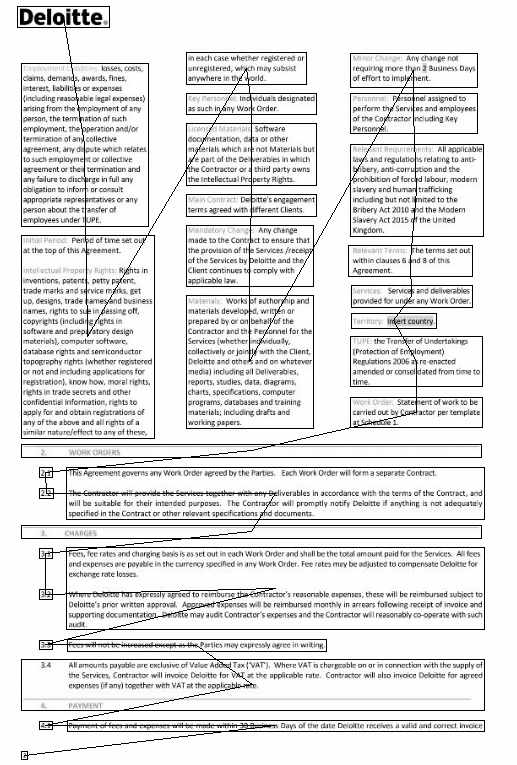 Deloitte.
Employment Liabilities: losses, costs,
claims, demands, awards, fines,
interest, liabilities or expenses
(including reasonable legal expenses)
arising from the employment of any
person, the termination of such
employment, the operation and/or
termination of any collective
agreement, any dispute which relates
to such employment or collective
agreement or their termination and
any failure to discharge in full any
obligation to inform or consult
appropriate representatives or any
person about the transfer of
employees under TUPE.
Initial Period: Period of time set out
at the top of this Agreement.
Intellectual Property Rights: Rights in
inventions, patents, petty patent,
trade marks and service marks, get
up, designs, trade names and business
names, rights to sue in passing off,
copyrights (including rights in
software and preparatory design
materials), computer software,
database rights and semiconductor
topography rights (whether registered
or not and including applications for
registration), know how, moral rights,
rights in trade secrets and other
confidential information, rights to
apply for and obtain registrations of
any of the above and all rights of a
similar nature/effect to any of these,
In each case whether registered or
unregistered, which may subsist
anywhere in the world.
Key Personnel: Individuals designated
as such in any Work Order.
Licensed Materials: Software
documentation, data or other
materials which are not Materials but
are part of the Deliverables in which
the Contractor or a third party owns
the Intellectual Property Rights.
Main Contract: Deloitte's engagement
terms agreed with different Clients.
Mandatory Change: Any change
made to the Contract to ensure that
the provision of the Services /receipt
of the Services by Deloitte and the
Client continues to comply with
applicable law.
Materials: Works of authorship and
materials developed, written or
prepared by or on behalf of the
Contractor and the Personnel for the
Services (whether individually,
collectively or jointly with the Client,
Deloitte and others and on whatever
media) including all Deliverables,
reports, studies, data, diagrams,
charts, specifications, computer
programs, databases and training
materials; including drafts and
working papers.
Minor Change: Any change not
requiring more than 2 Business Days
of effort to implement.
Personnel: Personnel assigned to
perform the Services and employees
of the Contractor including Key
Personnel.
Relevant Requirements: All applicable
laws and regulations relating to anti-
bribery, anti-corruption and the
prohibition of forced labour, modern
slavery and human trafficking
including but not limited to the
Bribery Act 2010 and the Modern
Slavery Act 2015 of the United
Kingdom.
Relevant Terms: The terms set out
within clauses 6 and 8 of this
Agreement.
Services: Services and deliverables
provided for under any Work Order.
Territory: Insert country.
TUPE: the Transfer of Undertakings
(Protection of Employment)
Regulations 2006 as re-enacted
amended or consolidated from time to
time.
Work Order: Statement of work to be
carried out by Contractor per template
at Schedule 1.
2. WORK ORDERS
2.1 This Agreement governs any Work Order agreed by the Parties. Each Work Order will form a separate Contract.
2.2 The Contractor will provide the Services together with any Deliverables in accordance with the terms of the Contract, and
will be suitable for their intended purposes. The Contractor will promptly notify Deloitte if anything is not adequately
specified in the Contract or other relevant specifications and documents.
3. CHARGES
3.1 Fees, fee rates and charging basis is as set out in each Work Order and shall be the total amount paid for the Services. All fees
and expenses are payable in the currency specified in any Work Order. Fee rates may be adjusted to compensate Deloitte for
exchange rate losses.
3.2 Where Deloitte has expressly agreed to reimburse the Contractor's reasonable expenses, these will be reimbursed subject to
Deloitte's prior written approval. Approved expenses will be reimbursed monthly in arrears following receipt of invoice and
supporting documentation. Deloitte may audit Contractor's expenses and the Contractor will reasonably co-operate with such
audit.
3.3 Fees will not be increased except as the Parties may expressly agree in writing.
3.4 All amounts payable are exclusive of Value Added Tax ('VAT'). Where VAT is chargeable on or in connection with the supply of
the Services, Contractor will invoice Deloitte for VAT at the applicable rate. Contractor will also invoice Deloitte for agreed
expenses (if any) together with VAT at the applicable rate.
4. PAYMENT
4.1 Payment of fees and expenses will be made within 30 Business Days of the date Deloitte receives a valid and correct invoice